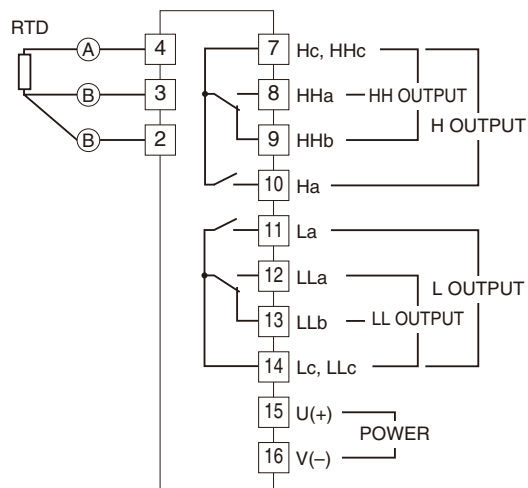 RTD
A 4
B 3
B 2
7 Hc, HHc
8 HHa HH OUTPUT
9 HHb
H OUTPUT
10 Ha
11 La
12 LLa
L OUTPUT
13 LLb LL OUTPUT
14 Lc, LLc
15 U(+)
POWER
16 V(–)